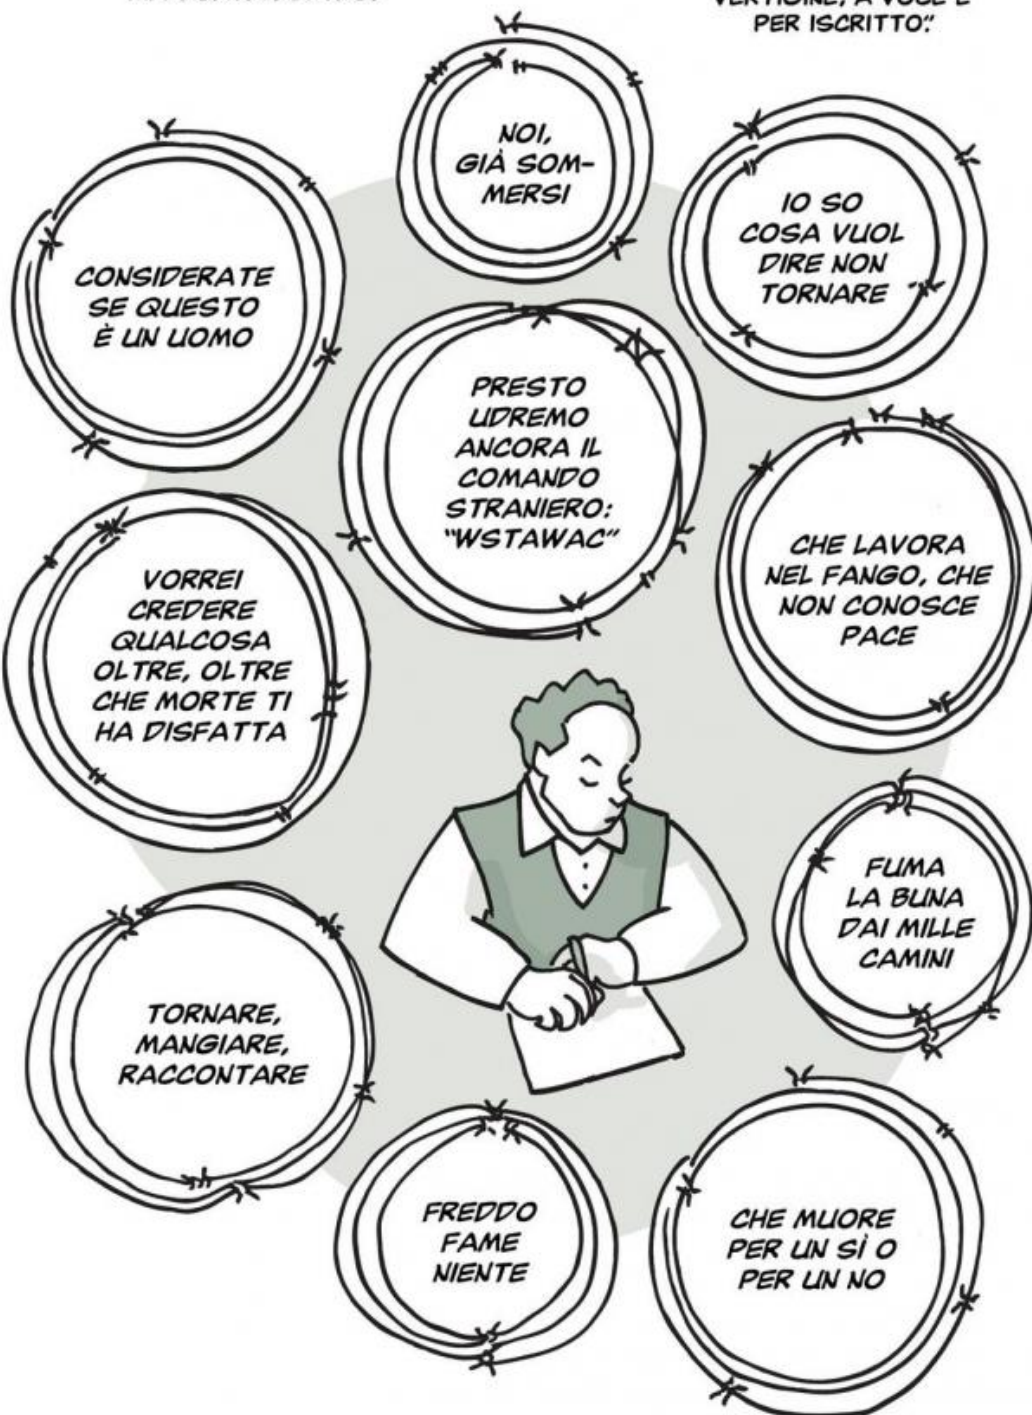 VERTIGINE, A VOCE E
PER ISCRITTO."
NOI,
GIÀ SOM-
MERSI
CONSIDERATE
SE QUESTO
È UN UOMO
IO SO
COSA VUOL
DIRE NON
TORNARE
PRESTO
UDREMO
ANCORA IL
COMANDO
STRANIERO:
"WSTAWAC"
CHE LAVORA
NEL FANGO, CHE
NON CONOSCE
PACE
VORREI
CREDERE
QUALCOSA
OLTRE, OLTRE
CHE MORTE TI
HA DISFATTA
FUMA
LA BUNA
DAI MILLE
CAMINI
TORNARE,
MANGIARE,
RACCONTARE
FREDDO
FAME
NIENTE
CHE MUORE
PER UN SÌ O
PER UN NO